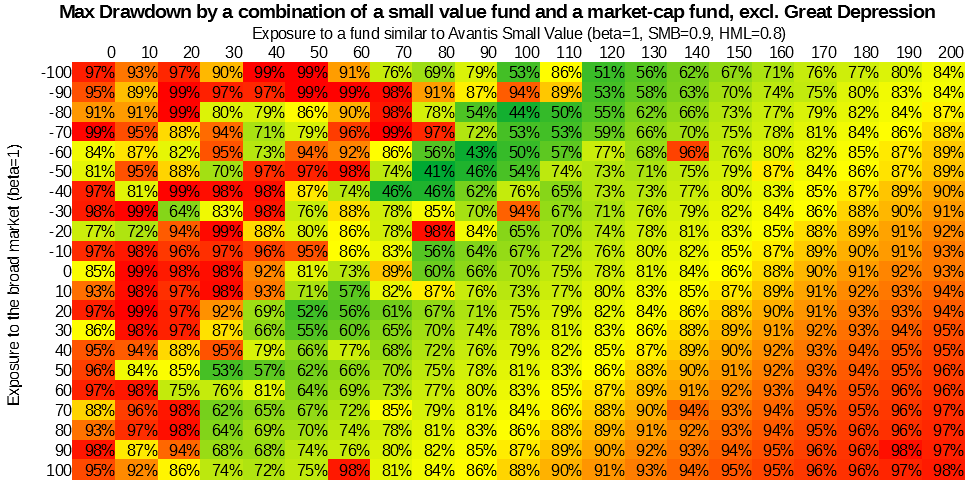 Max Drawdown by a combination of a small value fund and a market-cap fund, excl. Great Depression
Exposure to a fund similar to Avantis Small Value (beta=1, SMB=0.9, HML=0.8)
0 10 20 30 40 50 60 70 80 90 100 110 120 130 140 150 160 170 180 190 200
Exposure to the broad market (beta=1)
-100 97% 93% 97% 90% 99% 99% 91% 76% 69% 79% 53% 86% 51% 56% 62% 67% 71% 76% 77% 80% 84%
-90 95% 89% 99% 97% 97% 99% 99% 98% 91% 87% 94% 89% 53% 58% 63% 70% 74% 75% 80% 83% 84%
-80 91% 91% 99% 80% 79% 86% 90% 98% 78% 54% 44% 50% 55% 62% 66% 73% 77% 79% 82% 84% 87%
-70 99% 95% 88% 94% 71% 79% 96% 99% 97% 72% 53% 53% 59% 66% 70% 75% 78% 81% 84% 86% 88%
-60 84% 87% 82% 95% 73% 94% 92% 86% 56% 43% 50% 57% 77% 68% 96% 76% 80% 82% 85% 87% 89%
-50 81% 95% 88% 70% 97% 97% 98% 74% 41% 46% 54% 74% 73% 71% 75% 79% 87% 84% 86% 87% 89%
-40 97% 81% 99% 98% 98% 87% 74% 46% 46% 62% 76% 65% 73% 73% 77% 80% 83% 85% 87% 89% 90%
-30 98% 99% 64% 83% 98% 76% 88% 78% 85% 70% 94% 67% 71% 76% 79% 82% 84% 86% 88% 90% 91%
-20 77% 72% 94% 99% 88% 80% 86% 78% 98% 84% 65% 70% 74% 78% 81% 83% 85% 88% 89% 91% 92%
-10 97% 98% 96% 97% 96% 95% 86% 83% 56% 64% 67% 72% 76% 80% 82% 85% 87% 89% 90% 91% 93%
0 85% 99% 98% 98% 92% 81% 73% 89% 60% 66% 70% 75% 78% 81% 84% 86% 88% 90% 91% 92% 93%
10 93% 98% 97% 98% 93% 71% 57% 82% 87% 76% 73% 77% 80% 83% 85% 87% 89% 91% 92% 93% 94%
20 97% 99% 97% 92% 69% 52% 56% 61% 67% 71% 75% 79% 82% 84% 86% 88% 90% 91% 93% 93% 94%
30 86% 98% 97% 87% 66% 55% 60% 65% 70% 74% 78% 81% 83% 86% 88% 89% 91% 92% 93% 94% 95%
40 95% 94% 88% 95% 79% 66% 77% 68% 72% 76% 79% 82% 85% 87% 89% 90% 92% 93% 94% 95% 95%
50 96% 84% 85% 53% 57% 62% 66% 70% 75% 78% 81% 83% 86% 88% 90% 91% 92% 93% 94% 95% 96%
60 97% 98% 75% 76% 81% 64% 69% 73% 77% 80% 83% 85% 87% 89% 91% 92% 93% 94% 95% 96% 96%
70 88% 96% 98% 62% 65% 67% 72% 85% 79% 81% 84% 86% 88% 90% 94% 93% 94% 95% 95% 96% 97%
80 93% 97% 98% 64% 69% 70% 74% 78% 81% 83% 86% 88% 89% 91% 92% 93% 94% 95% 96% 96% 97%
90 98% 87% 94% 68% 68% 74% 76% 80% 82% 85% 87% 89% 90% 92% 93% 94% 95% 96% 96% 98% 97%
100 95% 92% 86% 74% 72% 75% 98% 81% 84% 86% 88% 90% 91% 93% 94% 95% 95% 96% 96% 97% 98%